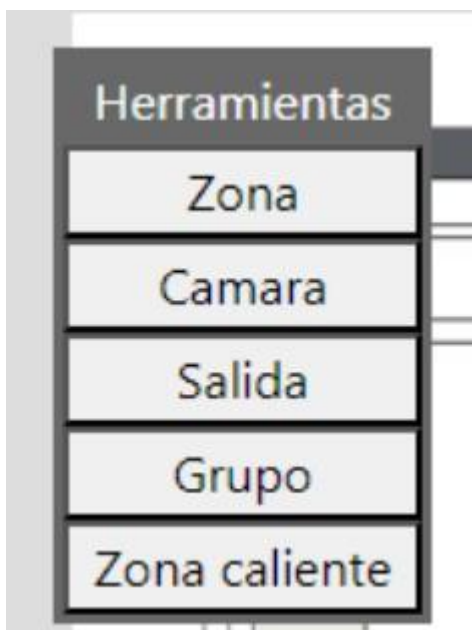 Herramientas
Zona
Camara
Salida
Grupo
Zona caliente